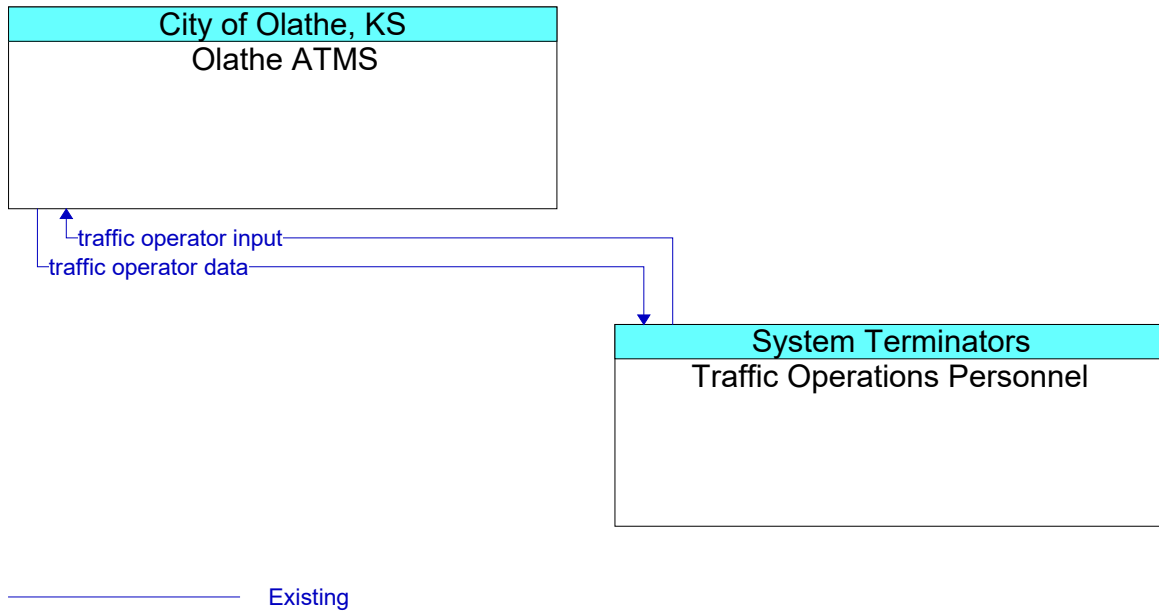 City of Olathe, KS
Olathe ATMS
traffic operator input
traffic operator data
System Terminators
Traffic Operations Personnel
Existing